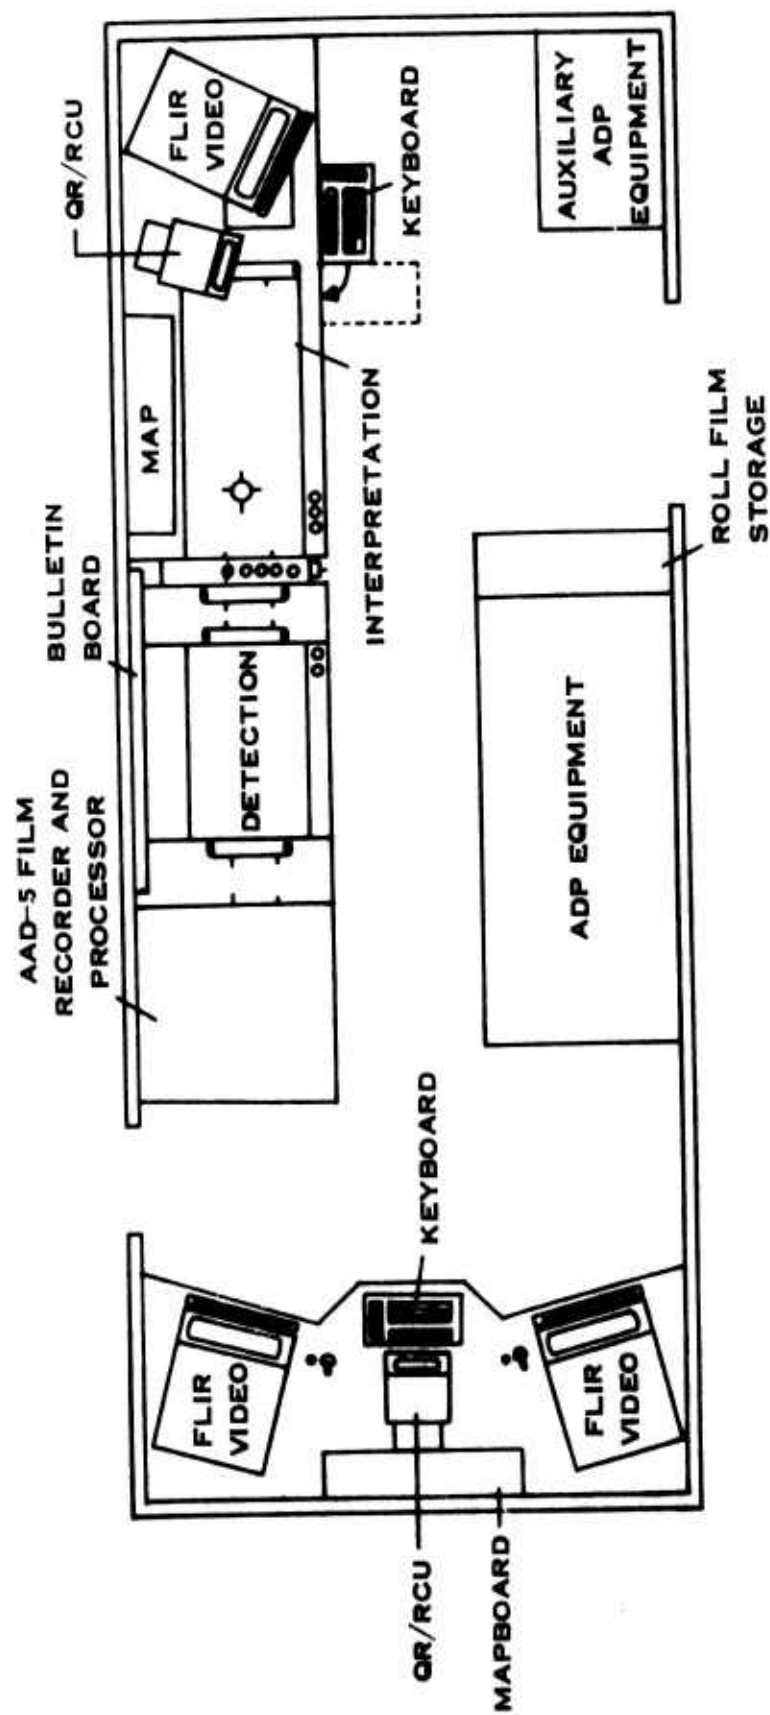 QR/RCU
FLIR
VIDEO
KEYBOARD
AUXILIARY
ADP
EQUIPMENT
MAP
BULLETIN
BOARD
INTERPRETATION
ROLL FILM
STORAGE
DETECTION
AAD-5 FILM
RECORDER AND
PROCESSOR
ADP EQUIPMENT
KEYBOARD
FLIR
VIDEO
FLIR
VIDEO
QR/RCU
MAPBOARD